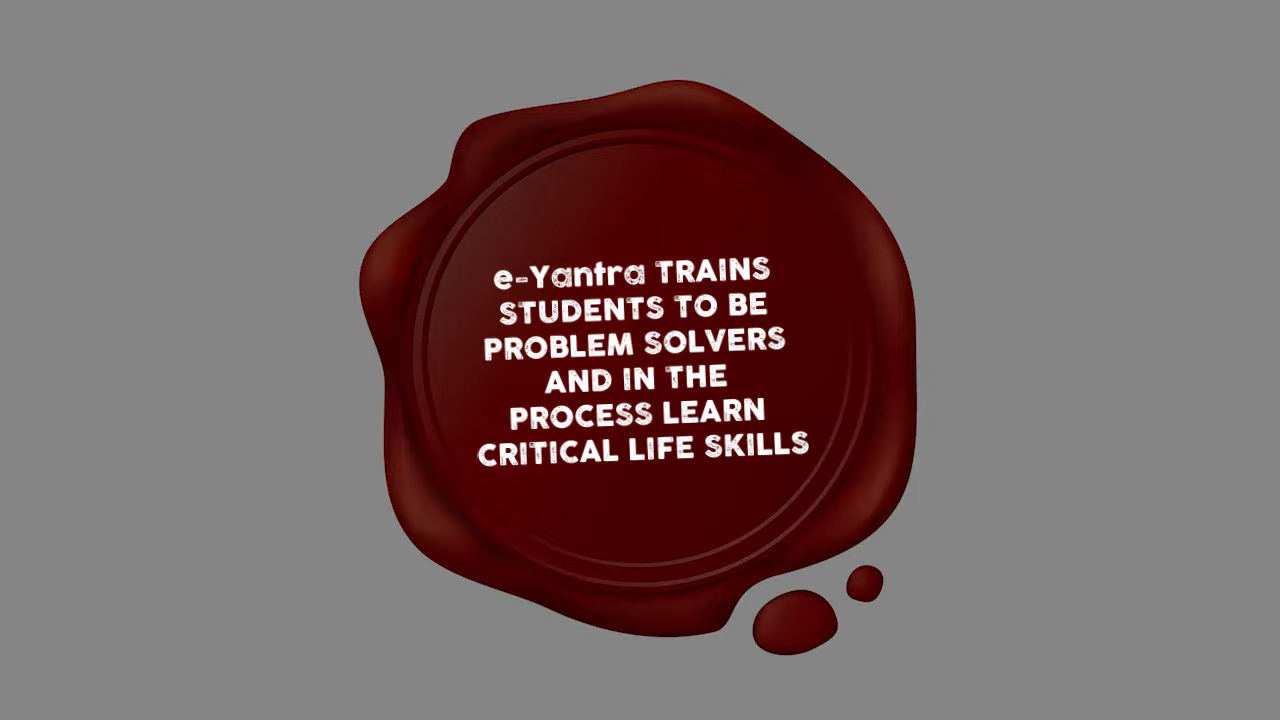 e-Yantra TRAINS
STUDENTS TO BE
PROBLEM SOLVERS
AND IN THE
PROCESS LEARN
CRITICAL LIFE SKILLS